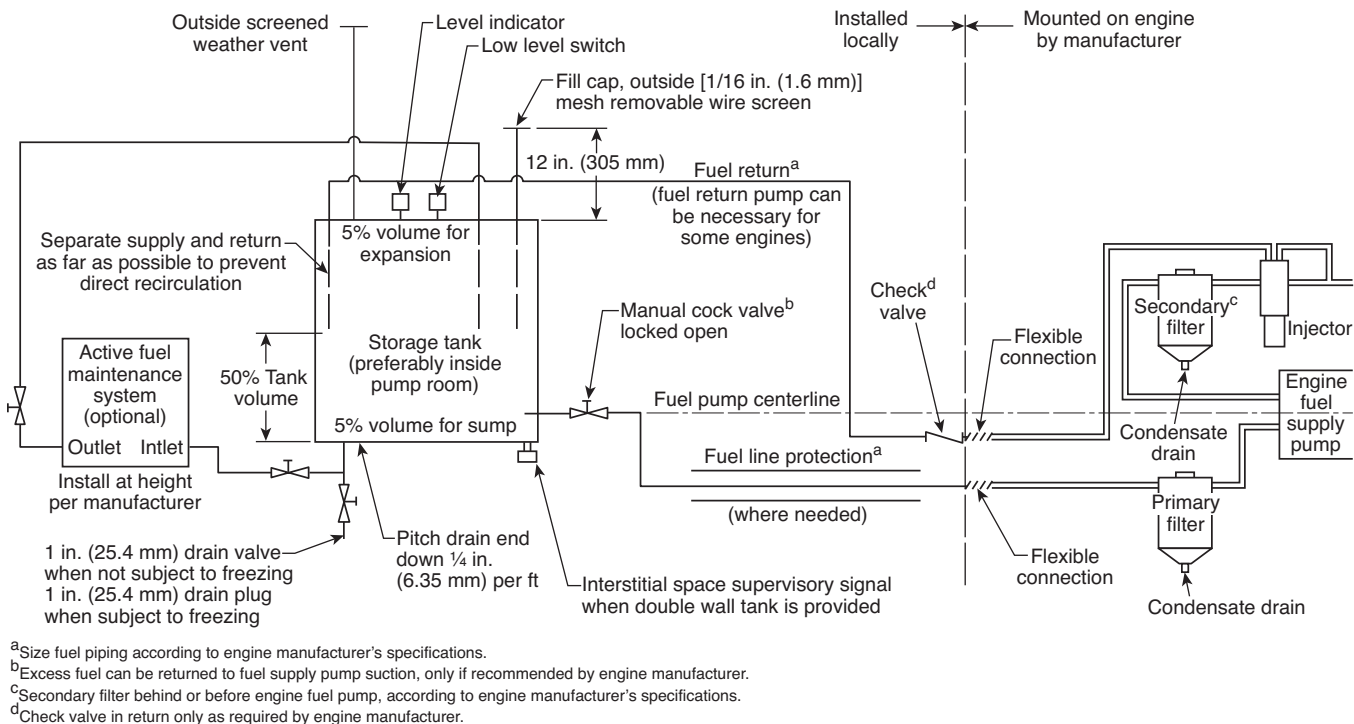 Outside screened
weather vent
Level indicator
Low level switch
Installed
locally
Mounted on engine
by manufacturer
Fill cap, outside [1/16 in. (1.6 mm)]
mesh removable wire screen
12 in. (305 mm)
Fuel returnᵃ
(fuel return pump can
be necessary for
some engines)
5% volume for
expansion
Separate supply and return
as far as possible to prevent
direct recirculation
Manual cock valveᵇ
locked open
Checkᵈ
valve
Flexible
connection
Secondaryᶜ
filter
Injector
Storage tank
(preferably inside
pump room)
50% Tank
volume
Active fuel
maintenance
system
(optional)
Outlet Intlet
Install at height
per manufacturer
5% volume for sump
Fuel pump centerline
Engine
fuel
supply
pump
Condensate
drain
Fuel line protectionᵃ
(where needed)
Primary
filter
1 in. (25.4 mm) drain valve
when not subject to freezing
1 in. (25.4 mm) drain plug
when subject to freezing
Pitch drain end
down ¼ in.
(6.35 mm) per ft
Interstitial space supervisory signal
when double wall tank is provided
Flexible
connection
Condensate drain
ᵃSize fuel piping according to engine manufacturer's specifications.
ᵇExcess fuel can be returned to fuel supply pump suction, only if recommended by engine manufacturer.
ᶜSecondary filter behind or before engine fuel pump, according to engine manufacturer's specifications.
ᵈCheck valve in return only as required by engine manufacturer.